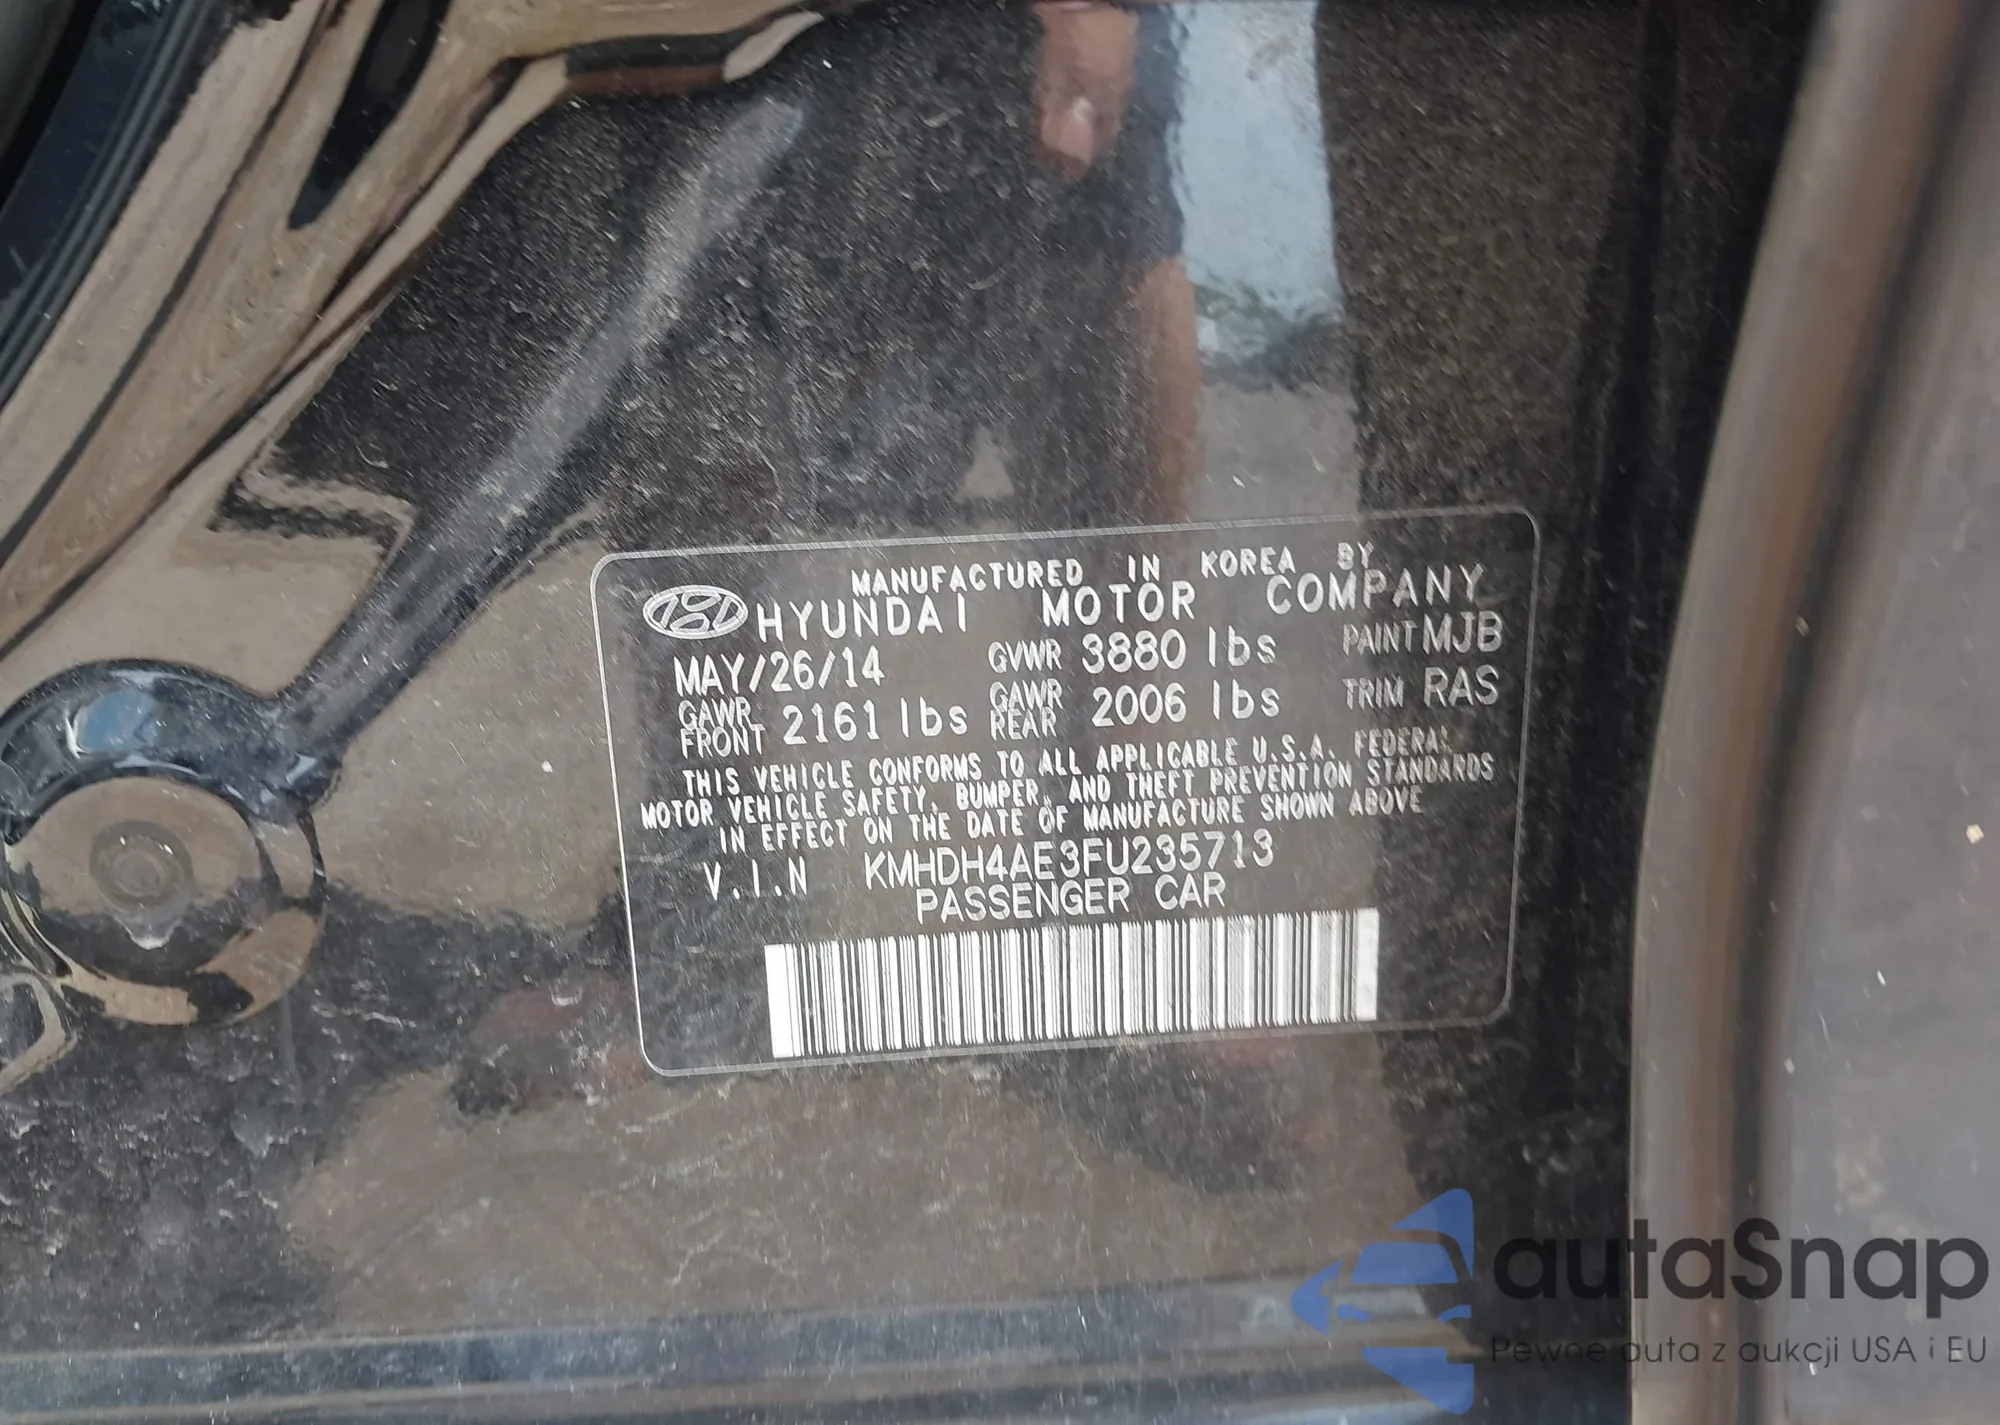 MANUFACTURED IN KOREA BY
HYUNDAI MOTOR COMPANY
MAY/26/14 GVWR 3880 lbs PAINT MJB
GAWR FRONT 2161 lbs GAWR REAR 2006 lbs TRIM RAS
THIS VEHICLE CONFORMS TO ALL APPLICABLE U.S.A. FEDERAL
MOTOR VEHICLE SAFETY, BUMPER, AND THEFT PREVENTION STANDARDS
IN EFFECT ON THE DATE OF MANUFACTURE SHOWN ABOVE
V.I.N KMHDH4AE3FU235713
PASSENGER CAR
autaSnap
Pewne auta z aukcji USA i EU